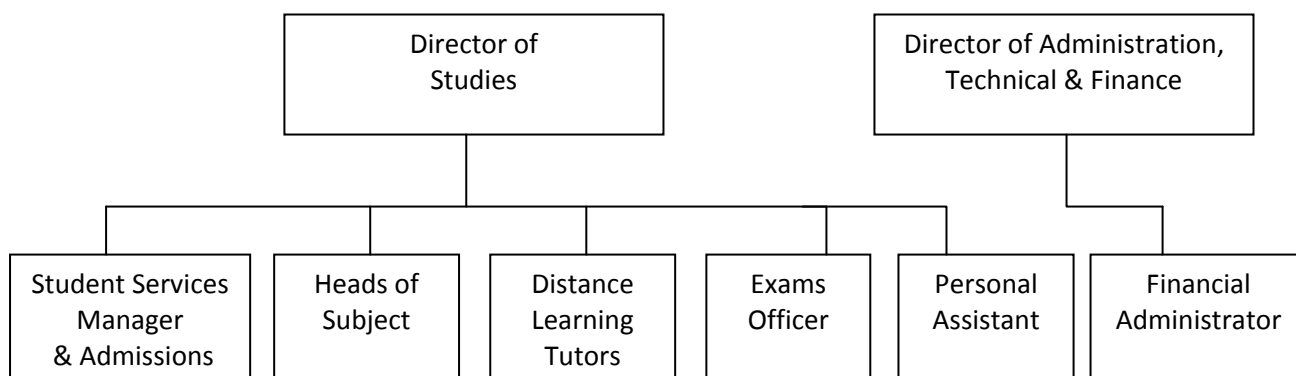 Director of
Studies
Director of Administration,
Technical & Finance
Student Services
Manager
& Admissions
Heads of
Subject
Distance
Learning
Tutors
Exams
Officer
Personal
Assistant
Financial
Administrator